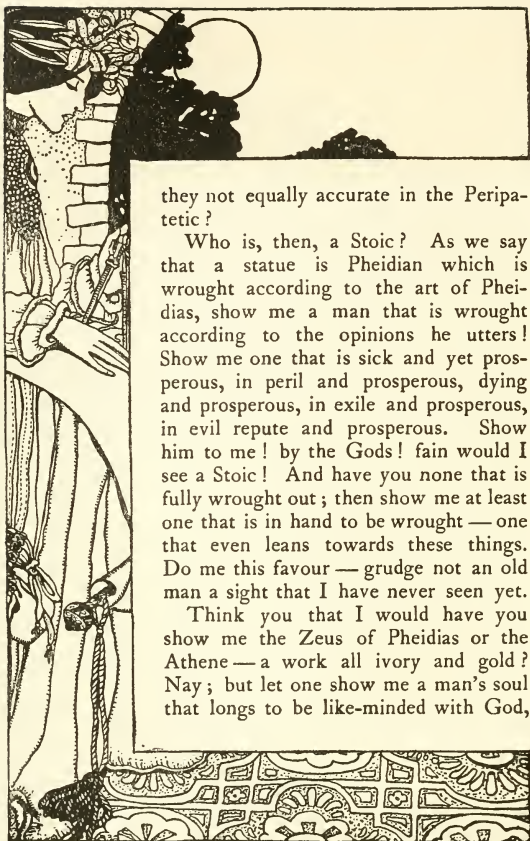 they not equally accurate in the Peripa-
tetic ?
Who is, then, a Stoic ? As we say
that a statue is Pheidian which is
wrought according to the art of Phei-
dias, show me a man that is wrought
according to the opinions he utters !
Show me one that is sick and yet pros-
perous, in peril and prosperous, dying
and prosperous, in exile and prosperous,
in evil repute and prosperous. Show
him to me ! by the Gods ! fain would I
see a Stoic ! And have you none that is
fully wrought out ; then show me at least
one that is in hand to be wrought — one
that even leans towards these things.
Do me this favour — grudge not an old
man a sight that I have never seen yet.
Think you that I would have you
show me the Zeus of Pheidias or the
Athene — a work all ivory and gold ?
Nay ; but let one show me a man's soul
that longs to be like-minded with God,